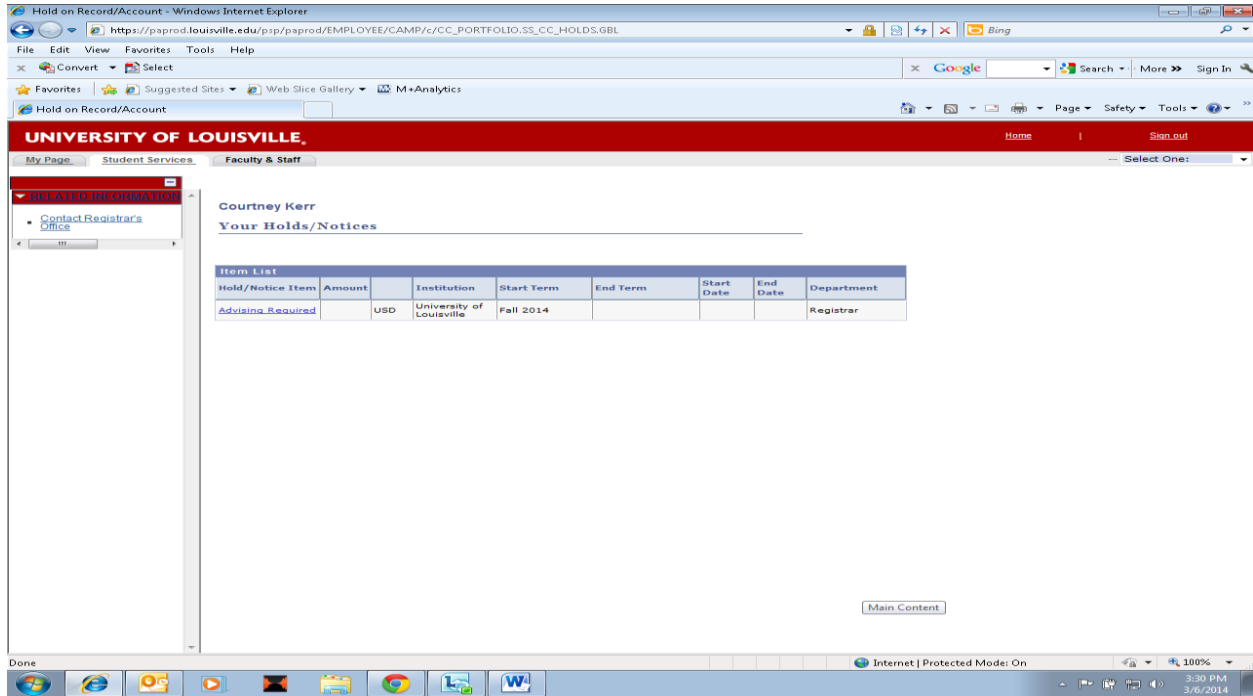 Hold on Record/Account - Windows Internet Explorer
https://paprod.louisville.edu/psp/paprod/EMPLOYEE/CAMP/c/CC_PORTFOLIO.SS_CC_HOLDS.GBL
Bing
File Edit View Favorites Tools Help
Convert Select
Google Search More >> Sign In
Favorites Suggested Sites Web Slice Gallery M+Analytics
Hold on Record/Account
Page Safety Tools
UNIVERSITY OF LOUISVILLE.
Home | Sign out
My Page Student Services Faculty & Staff
-- Select One:
RELATED INFORMATION
Contact Registrar's
Office
Courtney Kerr
Your Holds/Notices
Item List
Hold/Notice Item Amount Institution Start Term End Term Start Date End Date Department
Advising Required USD University of Louisville Fall 2014 Registrar
Main Content
Done
Internet | Protected Mode: On
100%
3:30 PM
3/6/2014